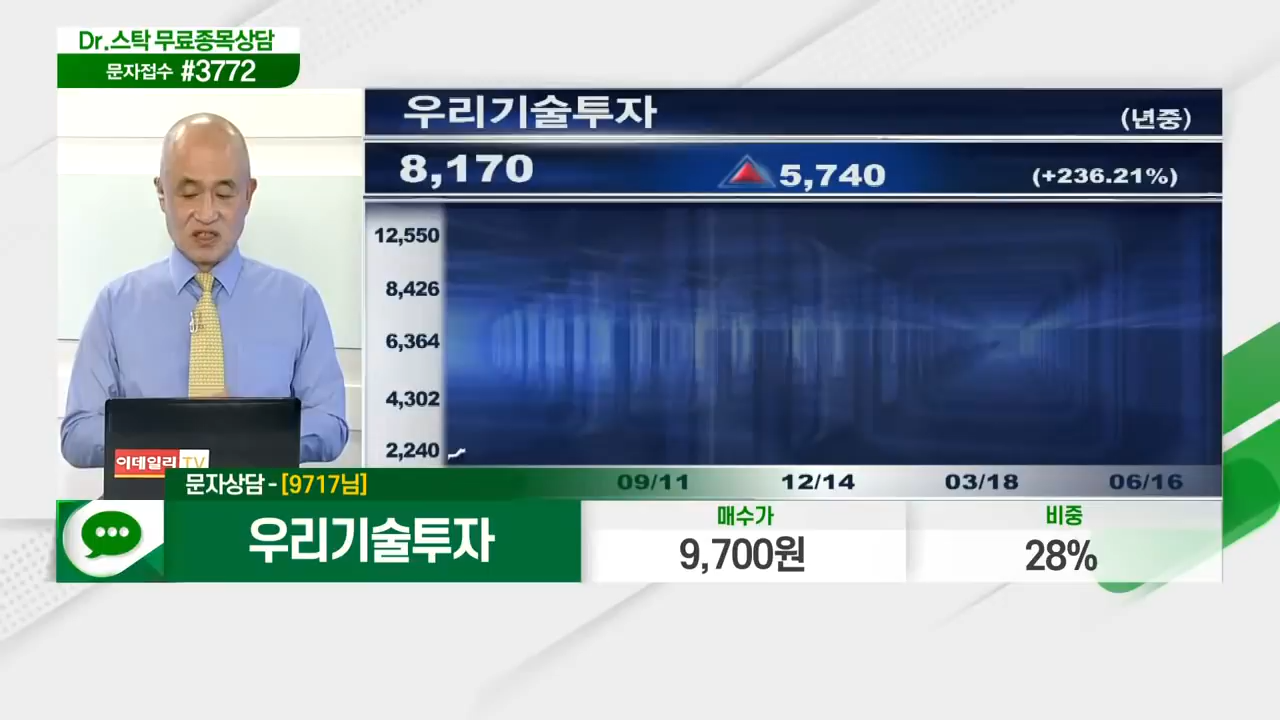 Dr.스탁 무료종목상담
문자접수 #3772
우리기술투자 (년중)
8,170 ▲5,740 (+236.21%)
12,550
8,426
6,364
4,302
2,240
09/11 12/14 03/18 06/16
이데일리TV
문자상담 - [9717님]
우리기술투자
매수가
9,700원
비중
28%